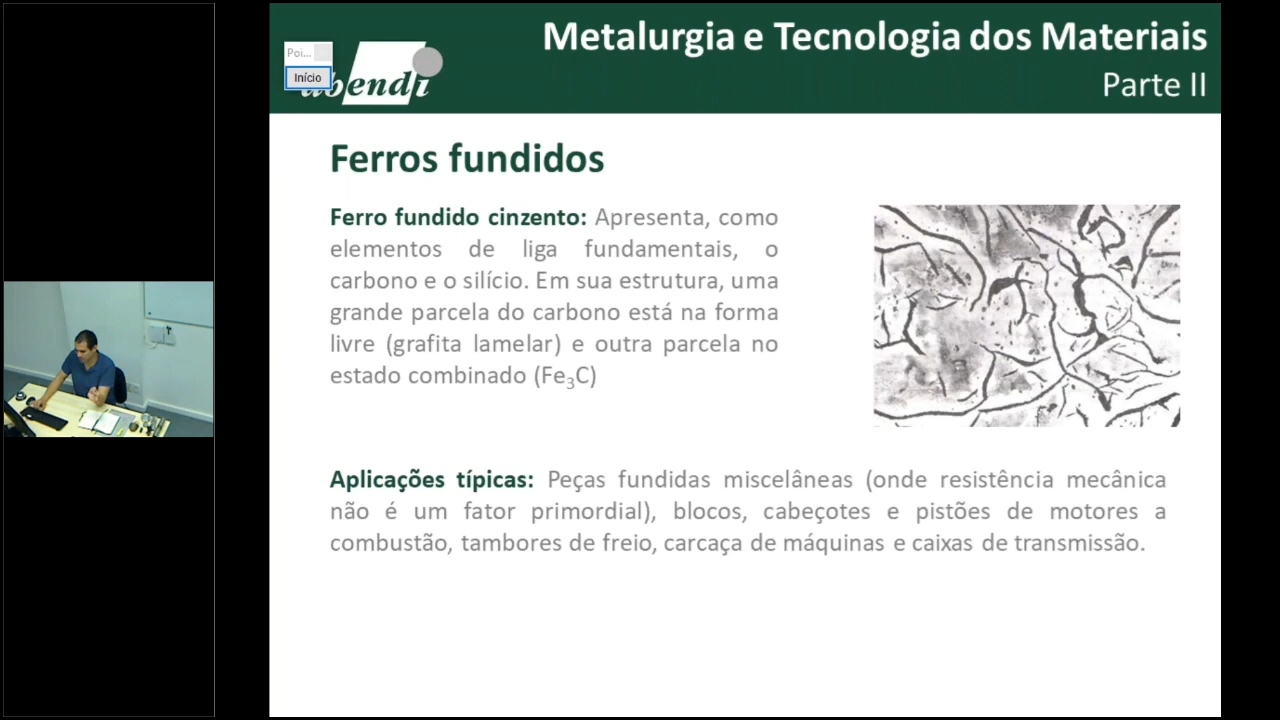 Metalurgia e Tecnologia dos Materiais
Parte II
Poi...
Início
abendi
Ferros fundidos
Ferro fundido cinzento: Apresenta, como
elementos de liga fundamentais, o
carbono e o silício. Em sua estrutura, uma
grande parcela do carbono está na forma
livre (grafita lamelar) e outra parcela no
estado combinado (Fe₃C)
Aplicações típicas: Peças fundidas miscelâneas (onde resistência mecânica
não é um fator primordial), blocos, cabeçotes e pistões de motores a
combustão, tambores de freio, carcaça de máquinas e caixas de transmissão.